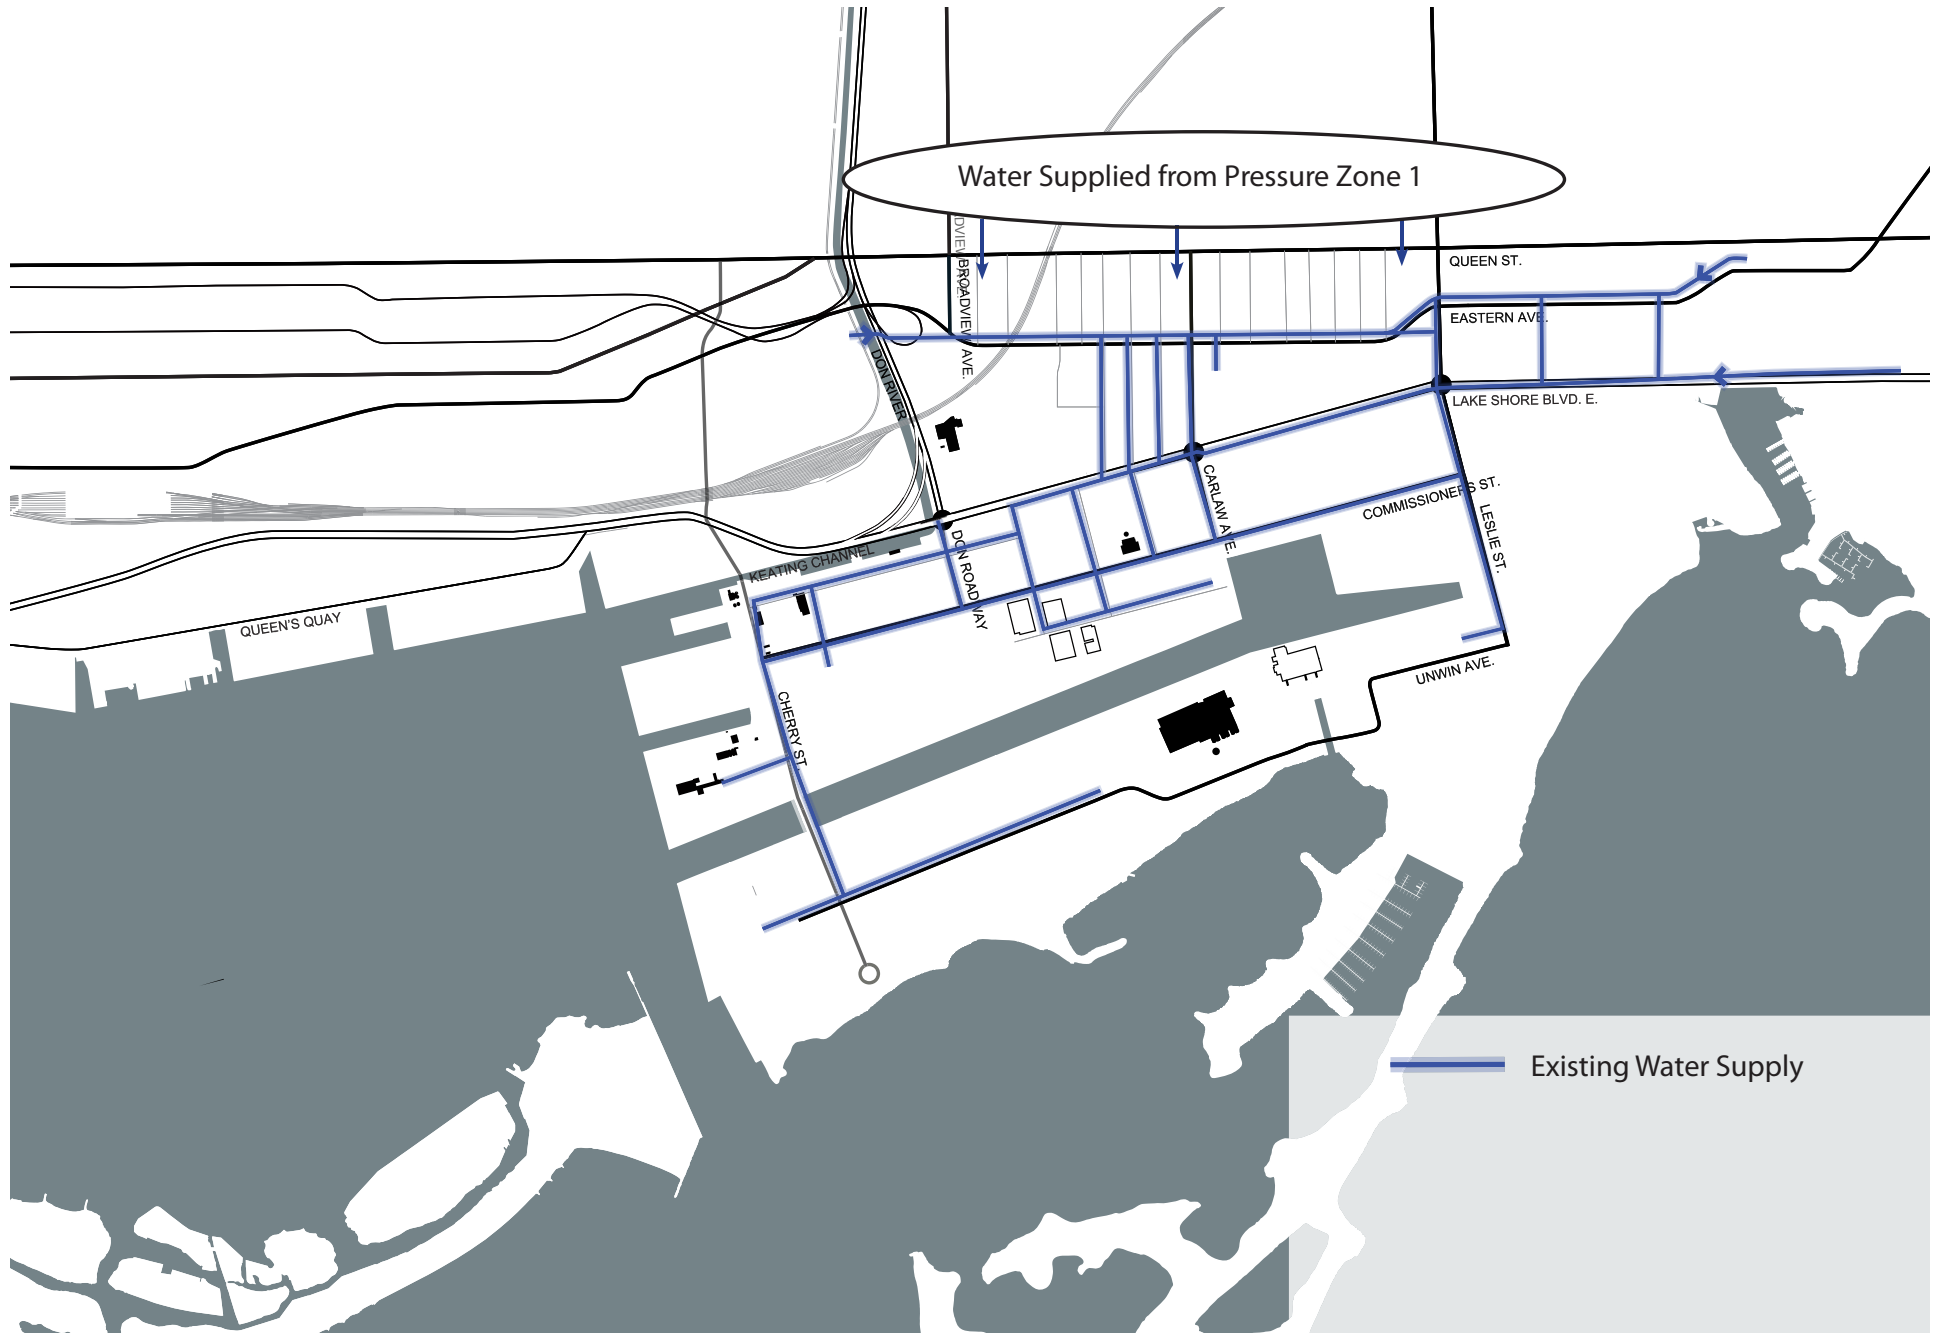 Water Supplied from Pressure Zone 1
DVIEW
BROADVIEW AVE.
QUEEN ST.
EASTERN AVE.
DON RIVER
LAKE SHORE BLVD. E.
CARLAW AVE.
COMMISSIONERS ST.
LESLIE ST.
DON ROADWAY
KEATING CHANNEL
QUEEN'S QUAY
UNWIN AVE.
CHERRY ST.
Existing Water Supply